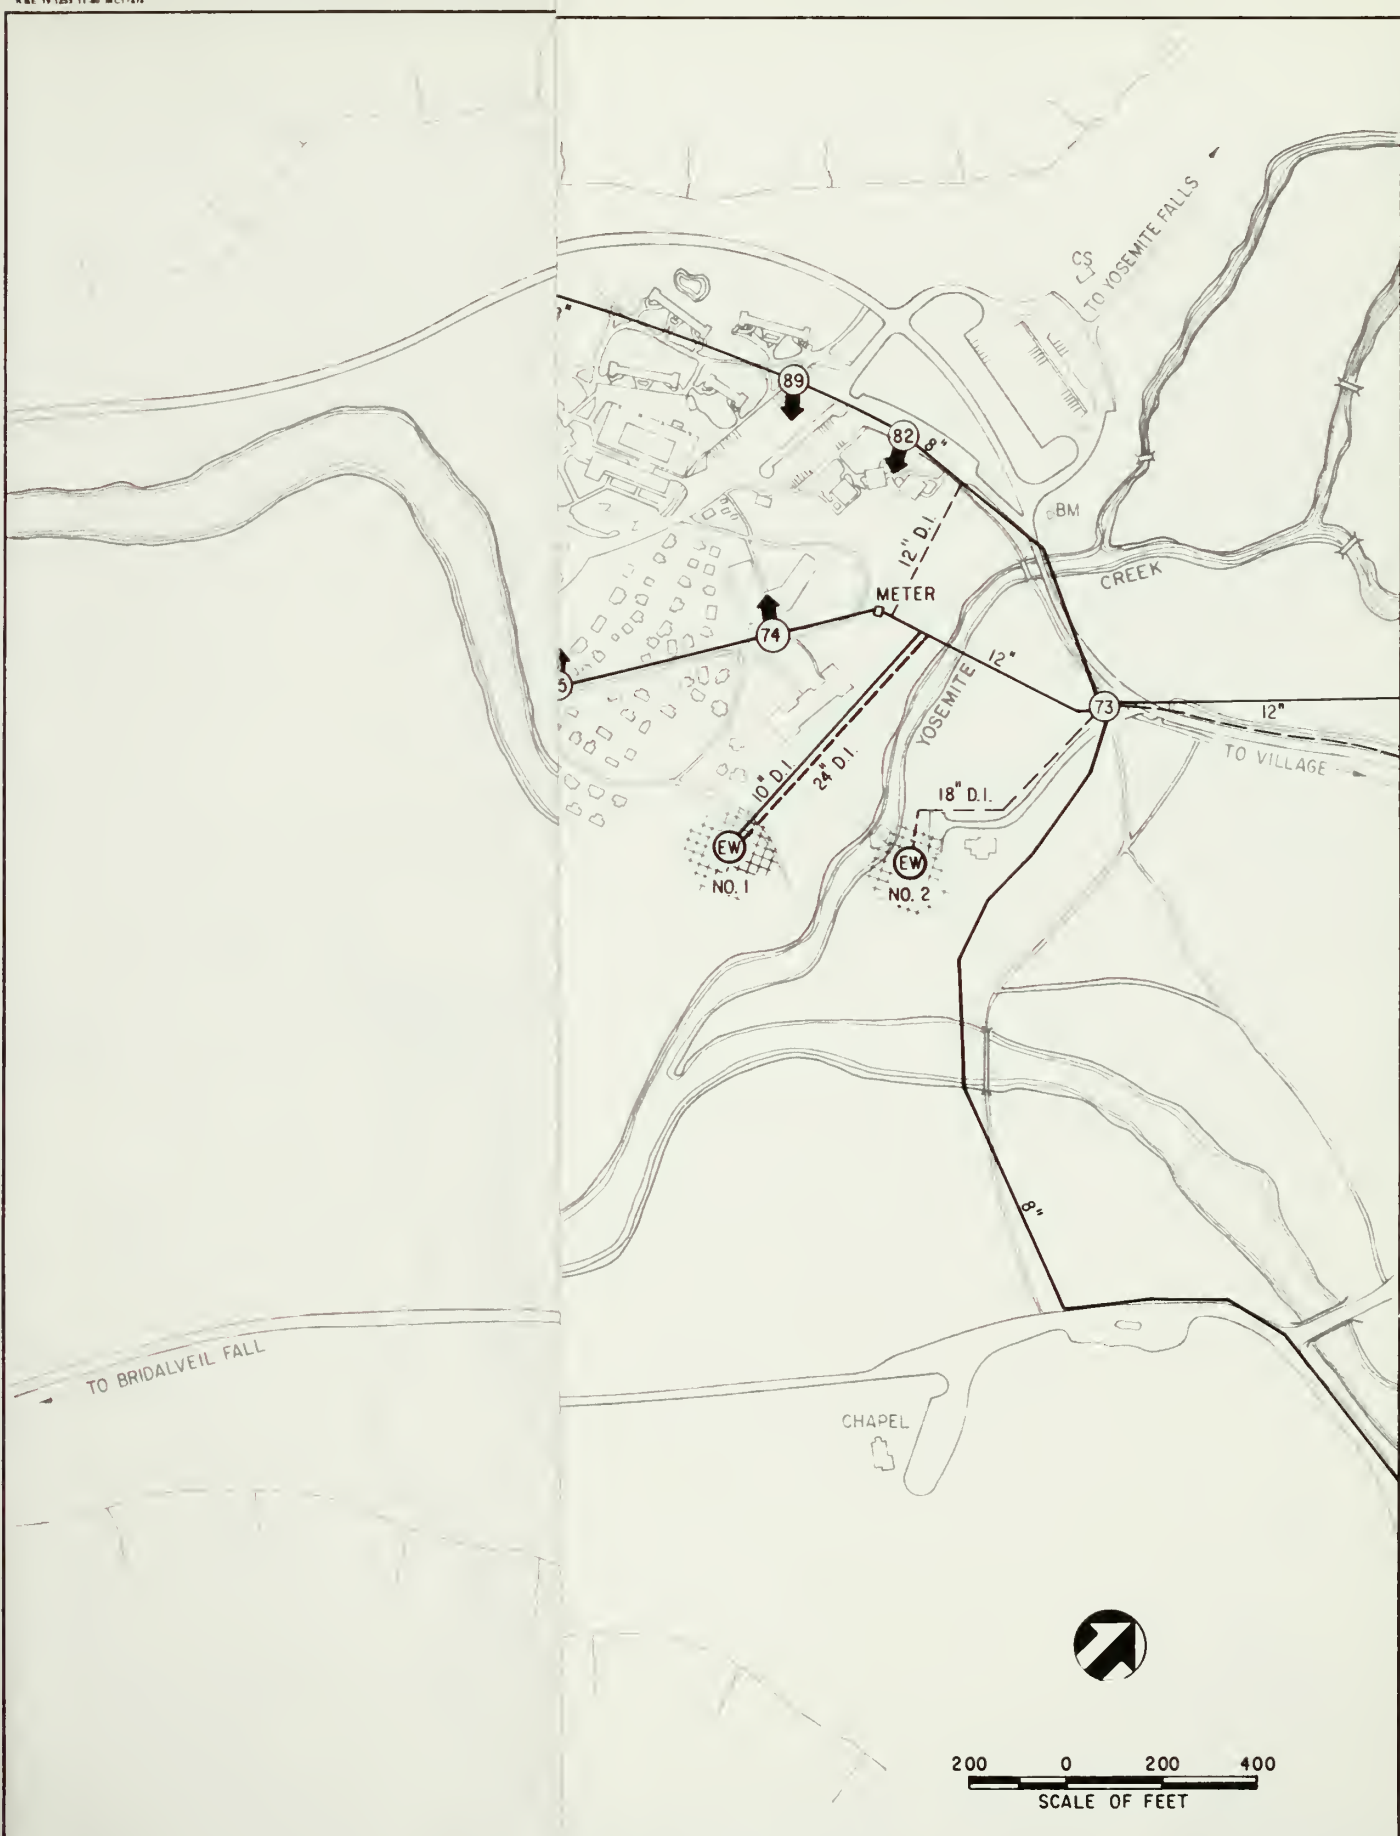 TO YOSEMITE FALLS
CS
89
82
8"
BM
12" D.I.
CREEK
METER
74
5
12"
YOSEMITE
73
12"
TO VILLAGE
10" D.I.
24" D.I.
18" D.I.
EW
NO. 1
EW
NO. 2
8"
TO BRIDALVEIL FALL
CHAPEL
200 0 200 400
SCALE OF FEET